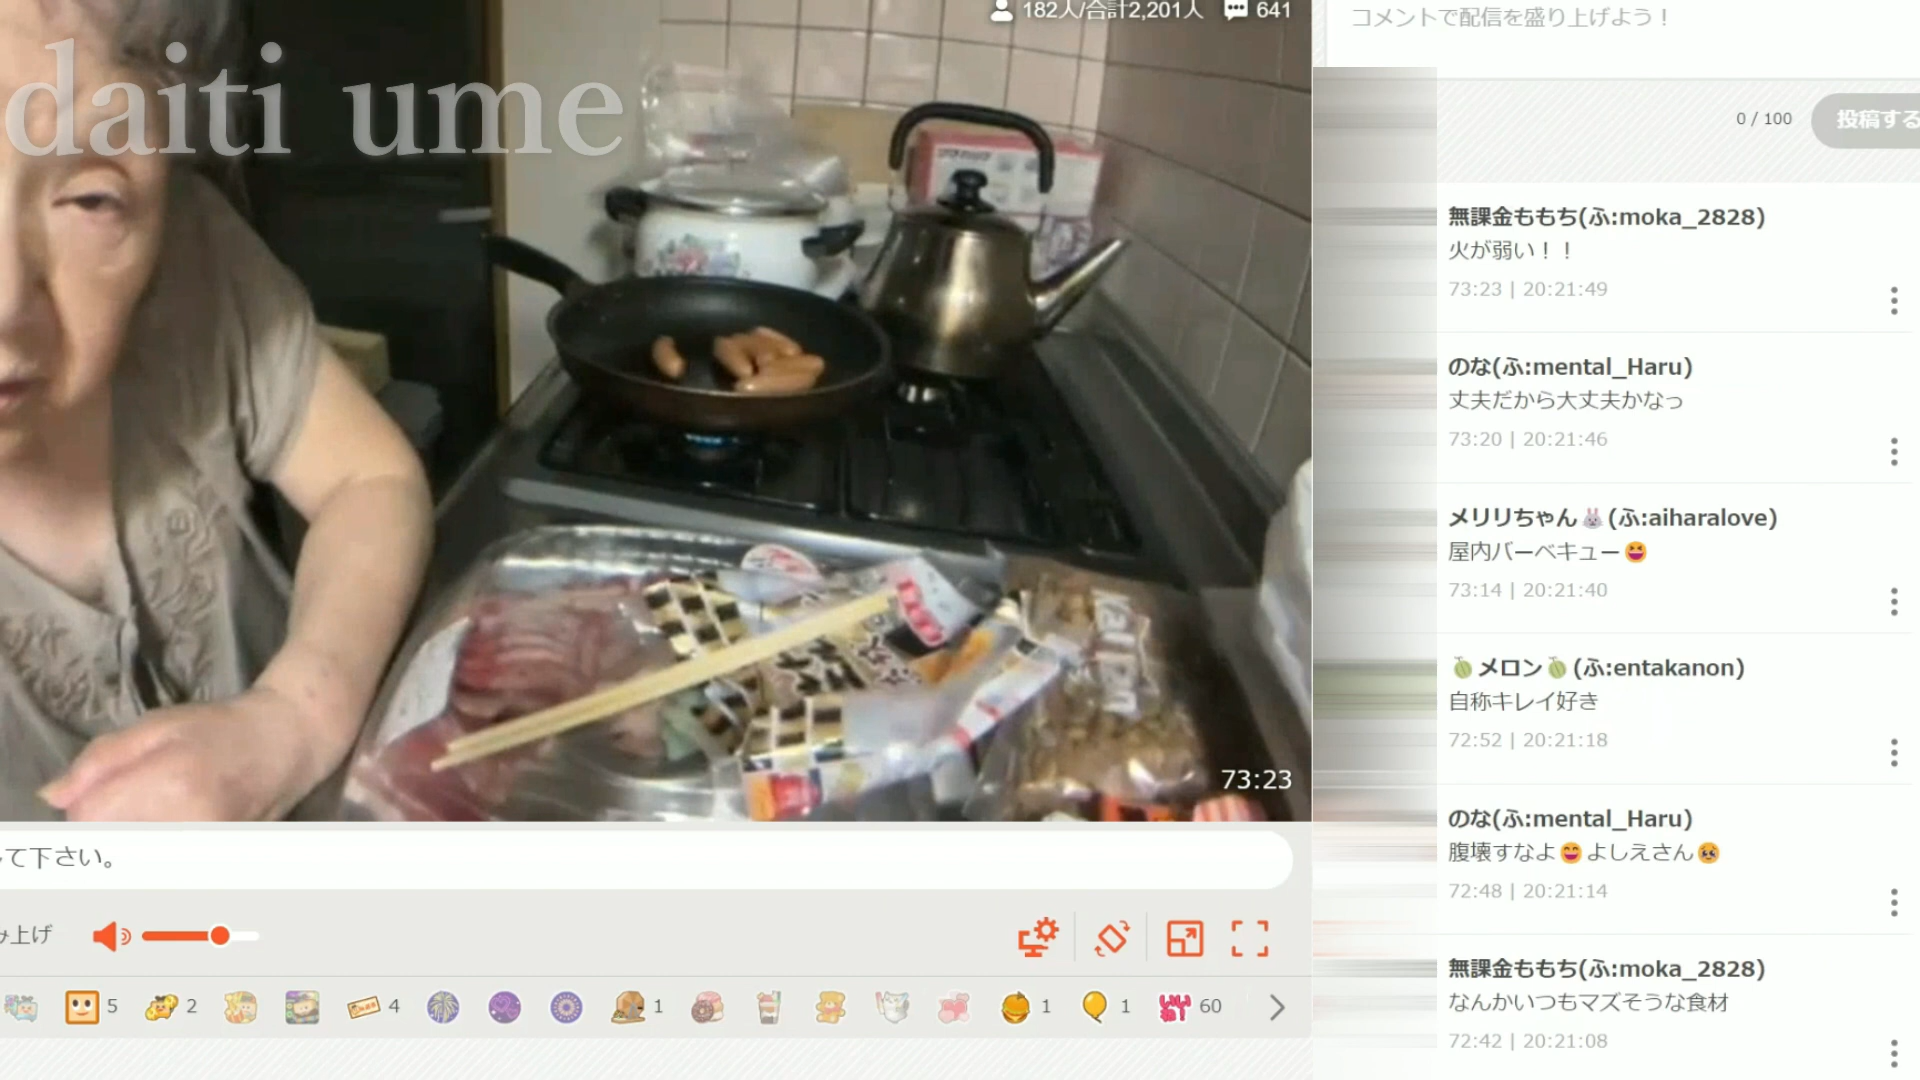 182人/合計2,201人 641
daiti ume
73:23
して下さい。
み上げ
5 2 4 1 1 1 60
コメントで配信を盛り上げよう！
0 / 100 投稿する
無課金ももち(ふ:moka_2828)
火が弱い！！
73:23 | 20:21:49
のな(ふ:mental_Haru)
丈夫だから大丈夫かなっ
73:20 | 20:21:46
メリリちゃん🐰(ふ:aiharalove)
屋内バーベキュー😆
73:14 | 20:21:40
🍈メロン🍈(ふ:entakanon)
自称キレイ好き
72:52 | 20:21:18
のな(ふ:mental_Haru)
腹壊すなよ😆よしえさん🥺
72:48 | 20:21:14
無課金ももち(ふ:moka_2828)
なんかいつもマズそうな食材
72:42 | 20:21:08